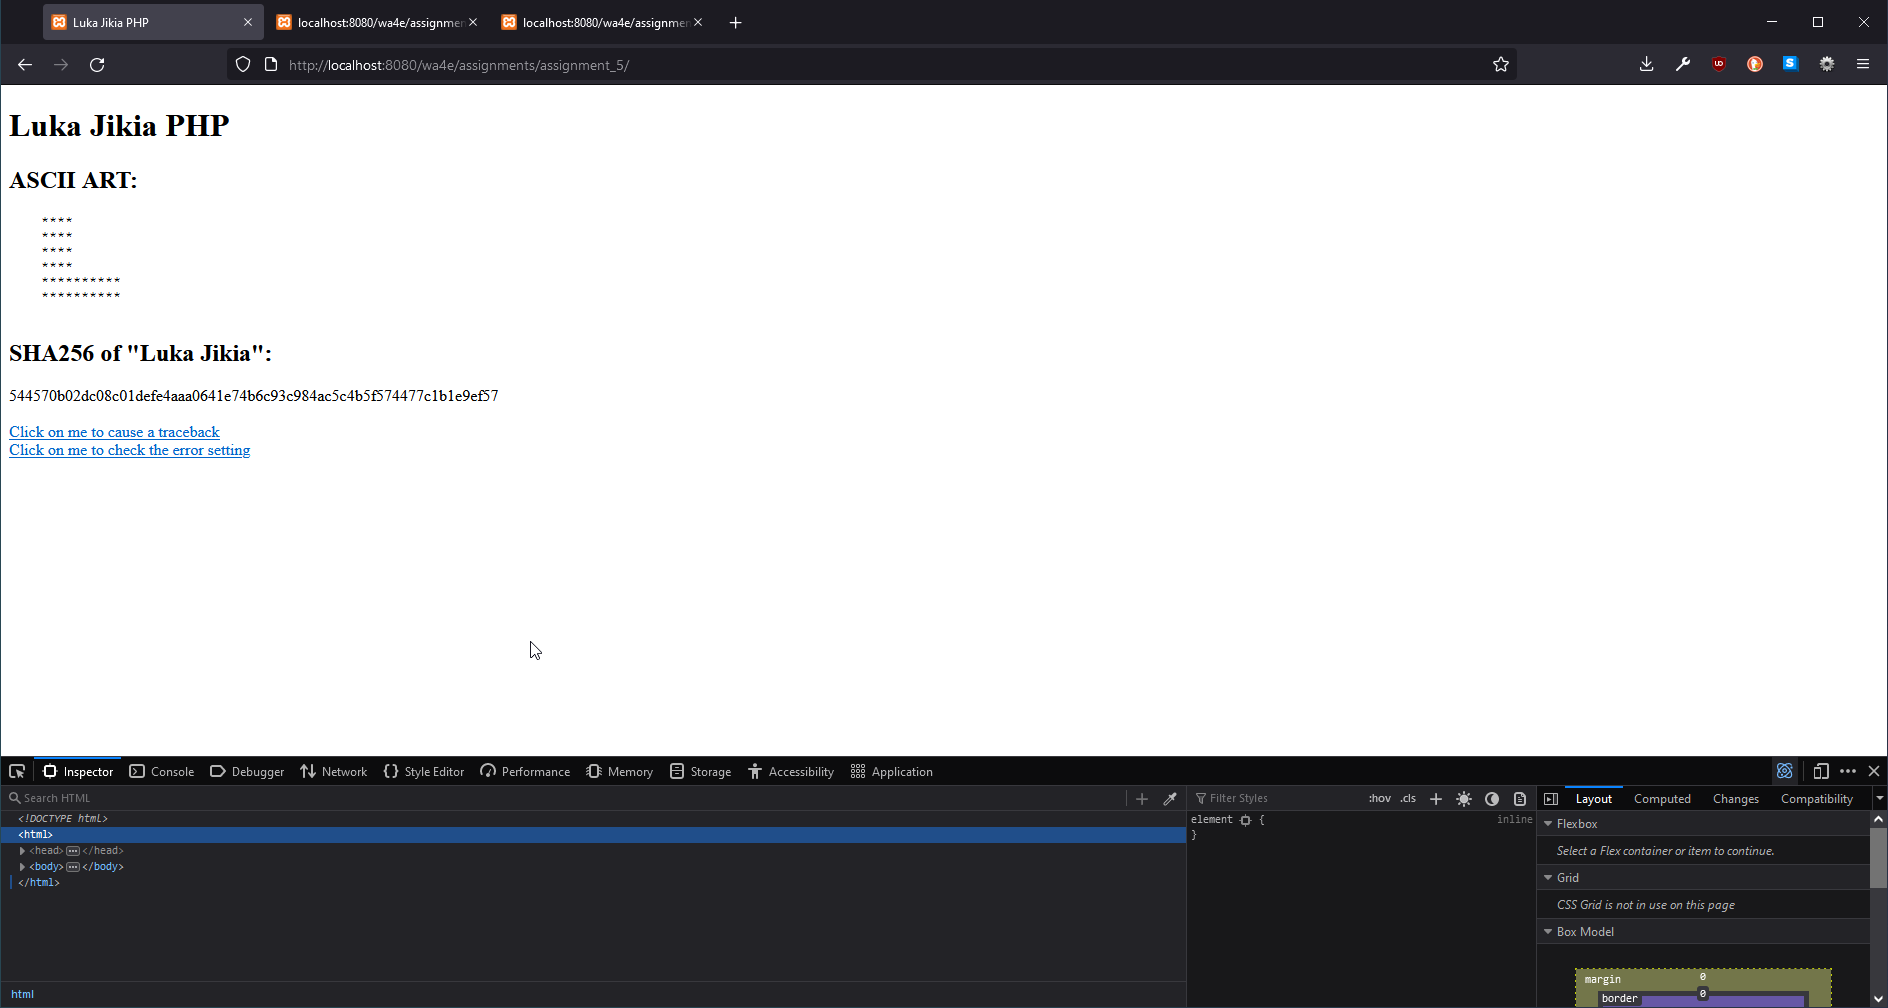 Luka Jikia PHP
localhost:8080/wa4e/assignmen
localhost:8080/wa4e/assignmen
http://localhost:8080/wa4e/assignments/assignment_5/
Luka Jikia PHP
ASCII ART:
****
****
****
****
**********
**********
SHA256 of "Luka Jikia":
544570b02dc08c01defe4aaa0641e74b6c93c984ac5c4b5f574477c1b1e9ef57
Click on me to cause a traceback
Click on me to check the error setting
Inspector Console Debugger Network Style Editor Performance Memory Storage Accessibility Application
Search HTML
<!DOCTYPE html>
<html>
<head> ••• </head>
<body> ••• </body>
</html>
html
Filter Styles :hov .cls
element { inline
}
Layout Computed Changes Compatibility
Flexbox
Select a Flex container or item to continue.
Grid
CSS Grid is not in use on this page
Box Model
margin 0
border 0